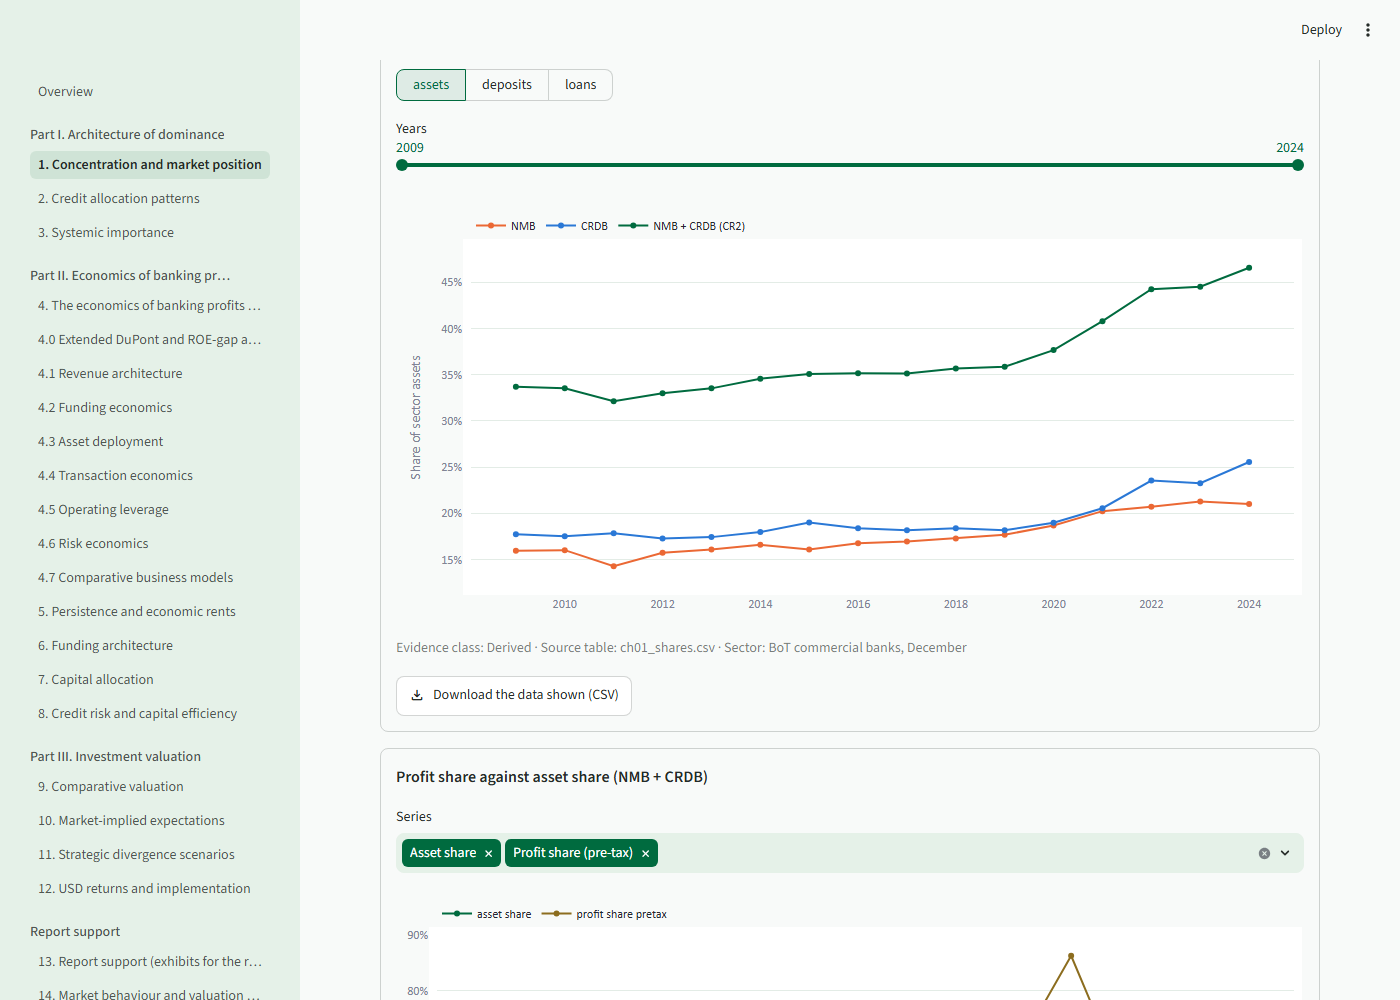 Deploy
Overview
Part I. Architecture of dominance
1. Concentration and market position
2. Credit allocation patterns
3. Systemic importance
Part II. Economics of banking pr…
4. The economics of banking profits …
4.0 Extended DuPont and ROE-gap a…
4.1 Revenue architecture
4.2 Funding economics
4.3 Asset deployment
4.4 Transaction economics
4.5 Operating leverage
4.6 Risk economics
4.7 Comparative business models
5. Persistence and economic rents
6. Funding architecture
7. Capital allocation
8. Credit risk and capital efficiency
Part III. Investment valuation
9. Comparative valuation
10. Market-implied expectations
11. Strategic divergence scenarios
12. USD returns and implementation
Report support
13. Report support (exhibits for the r…
14. Market behaviour and valuation …
assets deposits loans
Years
2009 2024
NMB CRDB NMB + CRDB (CR2)
Share of sector assets
45%
40%
35%
30%
25%
20%
15%
2010 2012 2014 2016 2018 2020 2022 2024
Evidence class: Derived · Source table: ch01_shares.csv · Sector: BoT commercial banks, December
Download the data shown (CSV)
Profit share against asset share (NMB + CRDB)
Series
Asset share × Profit share (pre-tax) ×
asset share profit share pretax
90%
80%